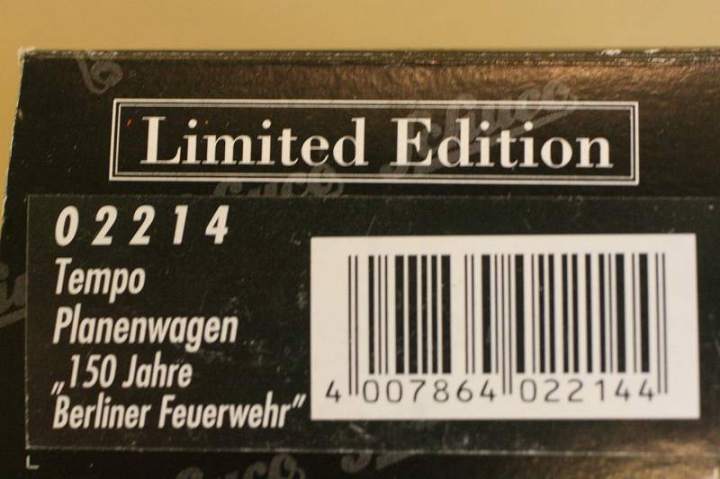 Limited Edition
02214
Tempo
Planenwagen
„150 Jahre
Berliner Feuerwehr”
4 007864 022144